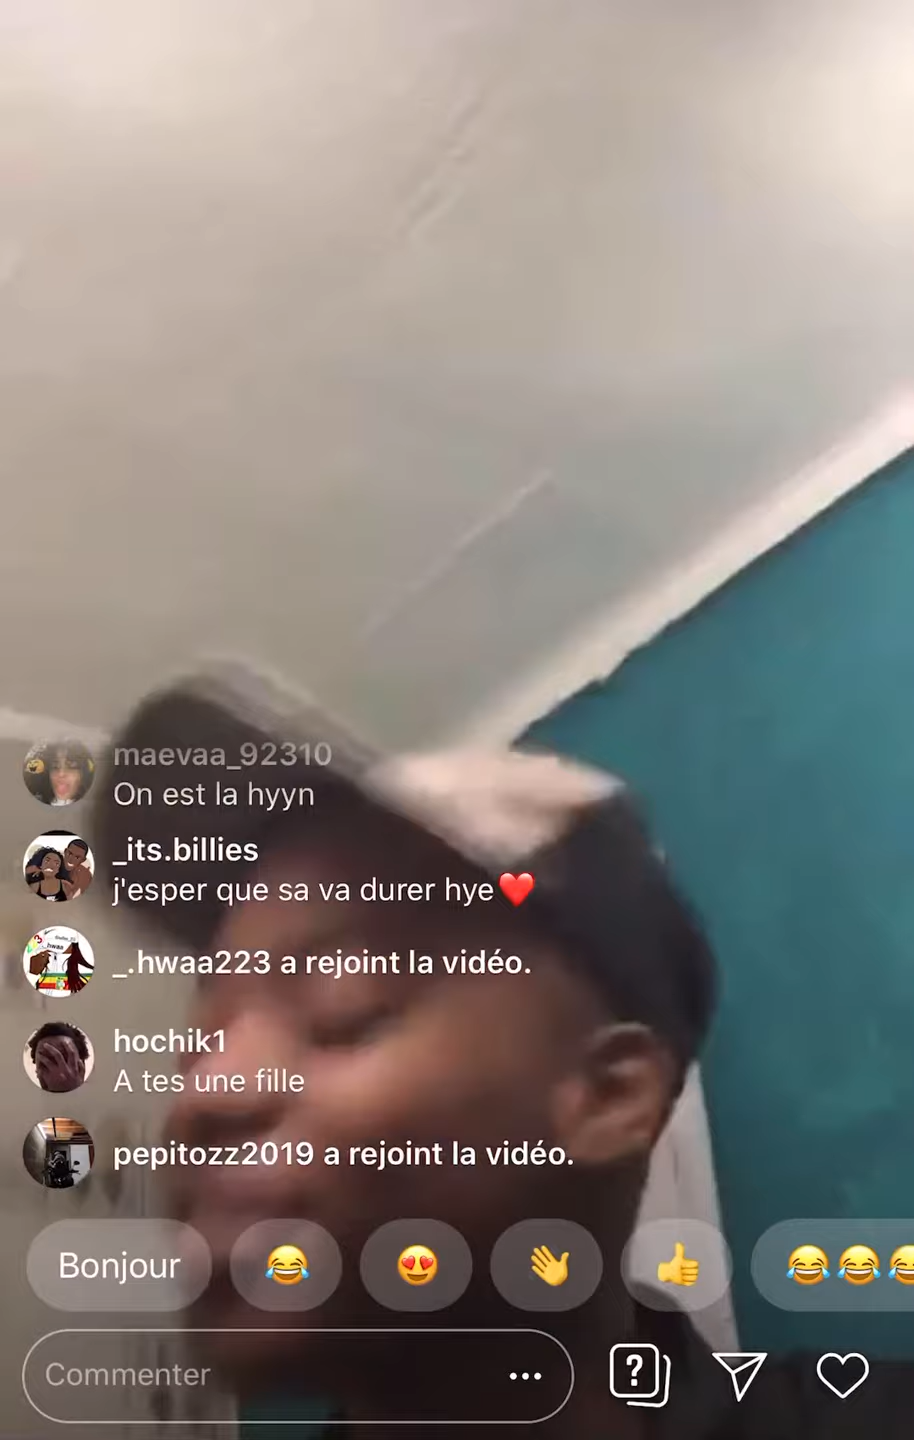 maevaa_92310
On est la hyyn
_its.billies
j'esper que sa va durer hye❤️
_.hwaa223 a rejoint la vidéo.
hochik1
A tes une fille
pepitozz2019 a rejoint la vidéo.
Bonjour 😂 😍 👋 👍 😂😂😂
Commenter